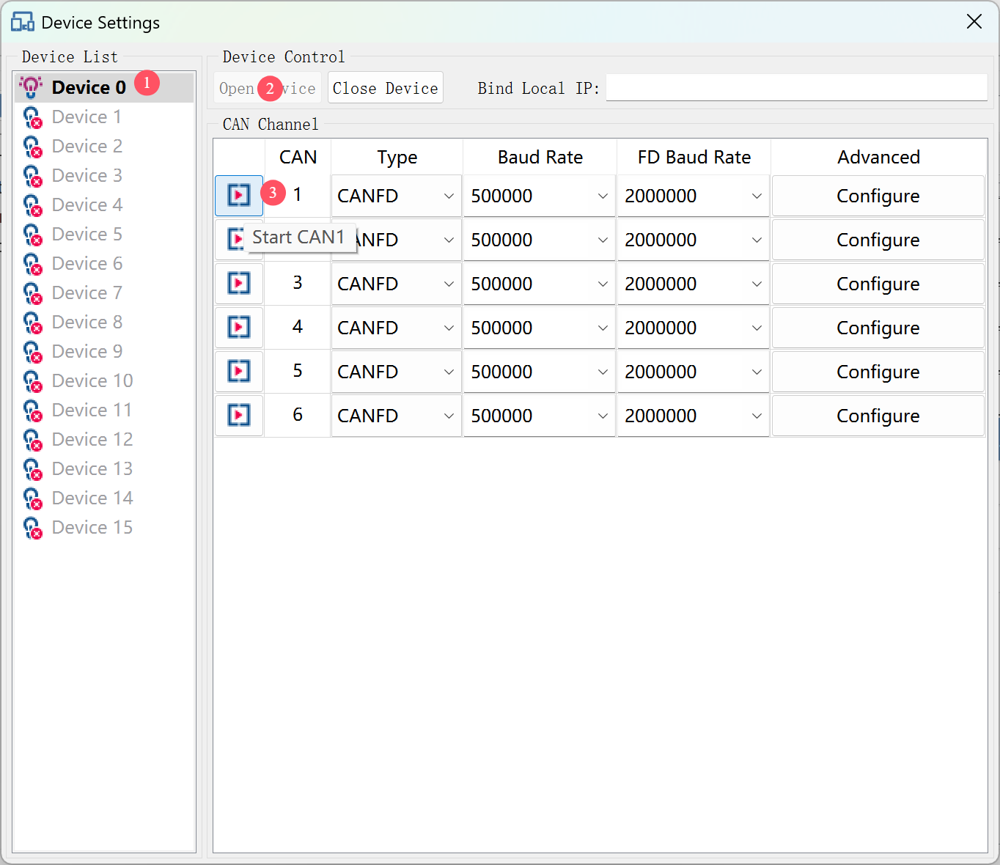 Device Settings
Device List
Device 0 1
Device 1
Device 2
Device 3
Device 4
Device 5
Device 6
Device 7
Device 8
Device 9
Device 10
Device 11
Device 12
Device 13
Device 14
Device 15
Device Control
Open 2 vice Close Device Bind Local IP:
CAN Channel
CAN Type Baud Rate FD Baud Rate Advanced
3 1 CANFD 500000 2000000 Configure
Start CAN1 ANFD 500000 2000000 Configure
3 CANFD 500000 2000000 Configure
4 CANFD 500000 2000000 Configure
5 CANFD 500000 2000000 Configure
6 CANFD 500000 2000000 Configure